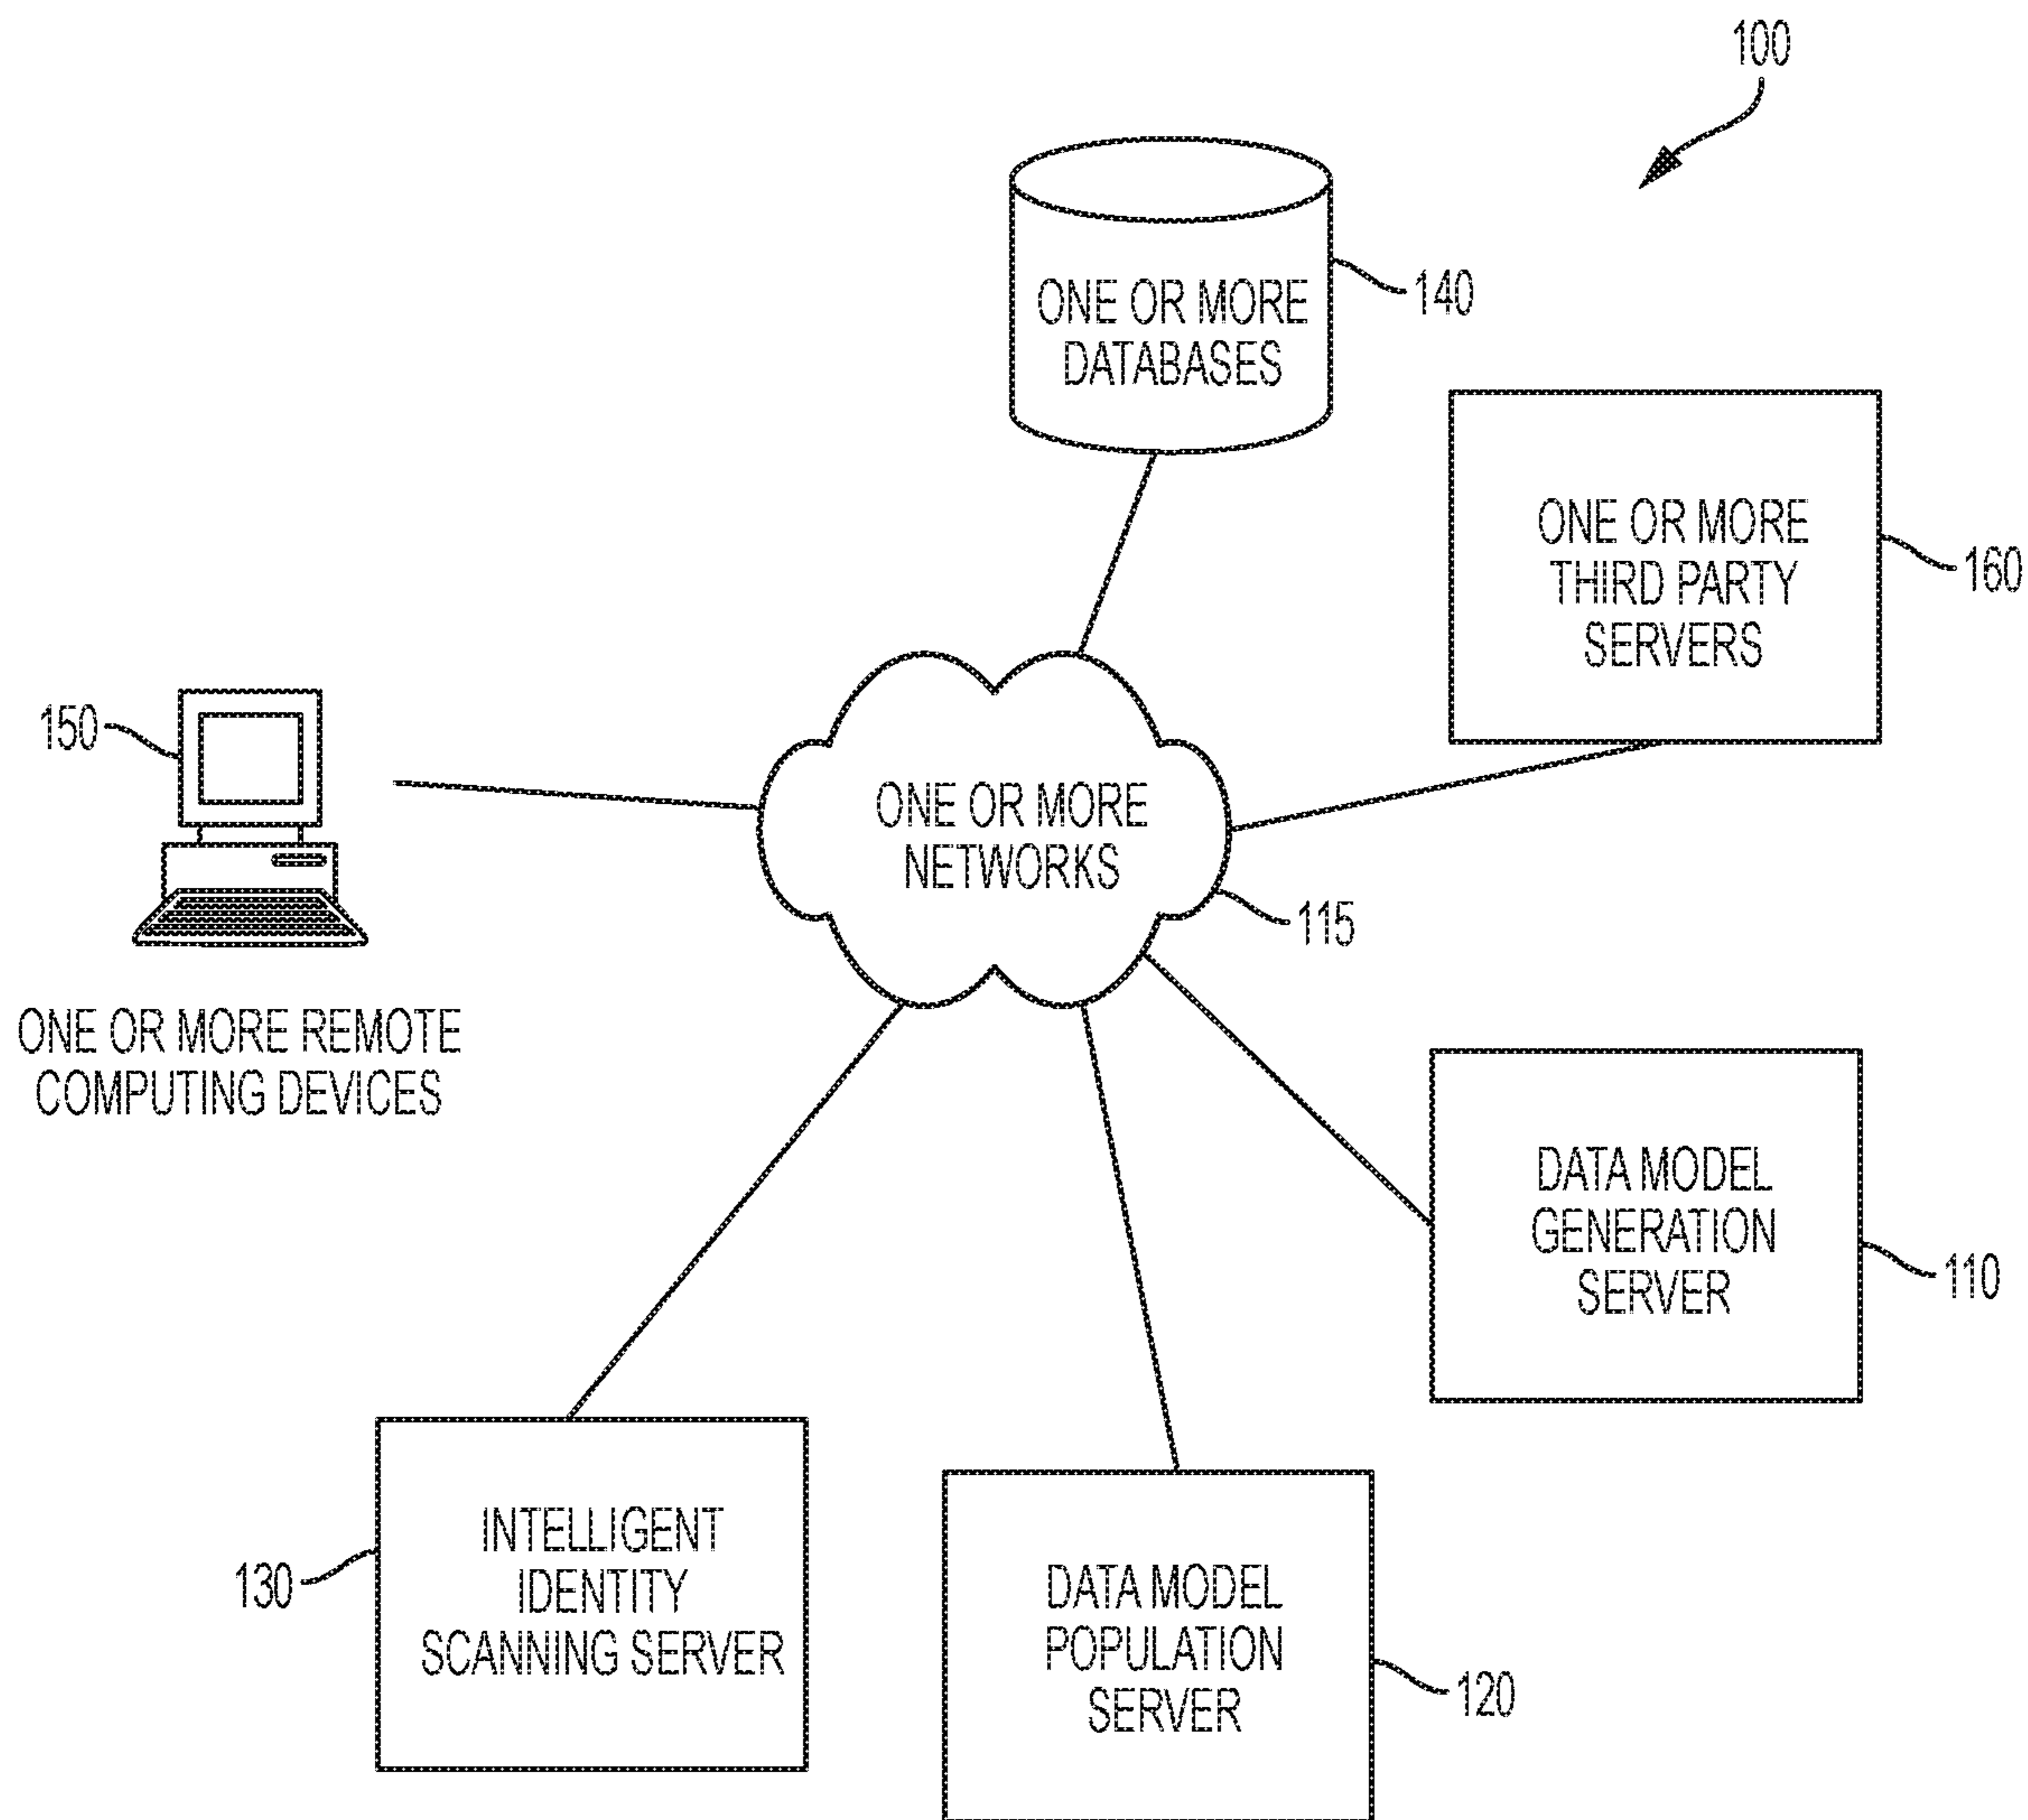 100
ONE OR MORE
DATABASES
140
ONE OR MORE
THIRD PARTY
SERVERS
160
150
ONE OR MORE
NETWORKS
115
ONE OR MORE REMOTE
COMPUTING DEVICES
DATA MODEL
GENERATION
SERVER
110
INTELLIGENT
IDENTITY
SCANNING SERVER
130
DATA MODEL
POPULATION
SERVER
120